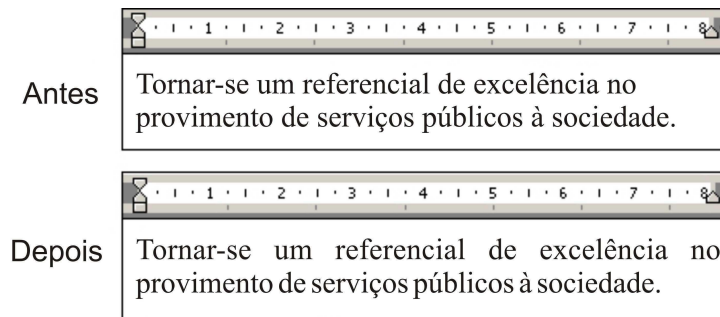 1 2 3 4 5 6 7 8
Antes
Tornar-se um referencial de excelência no
provimento de serviços públicos à sociedade.
1 2 3 4 5 6 7 8
Depois
Tornar-se um referencial de excelência no
provimento de serviços públicos à sociedade.